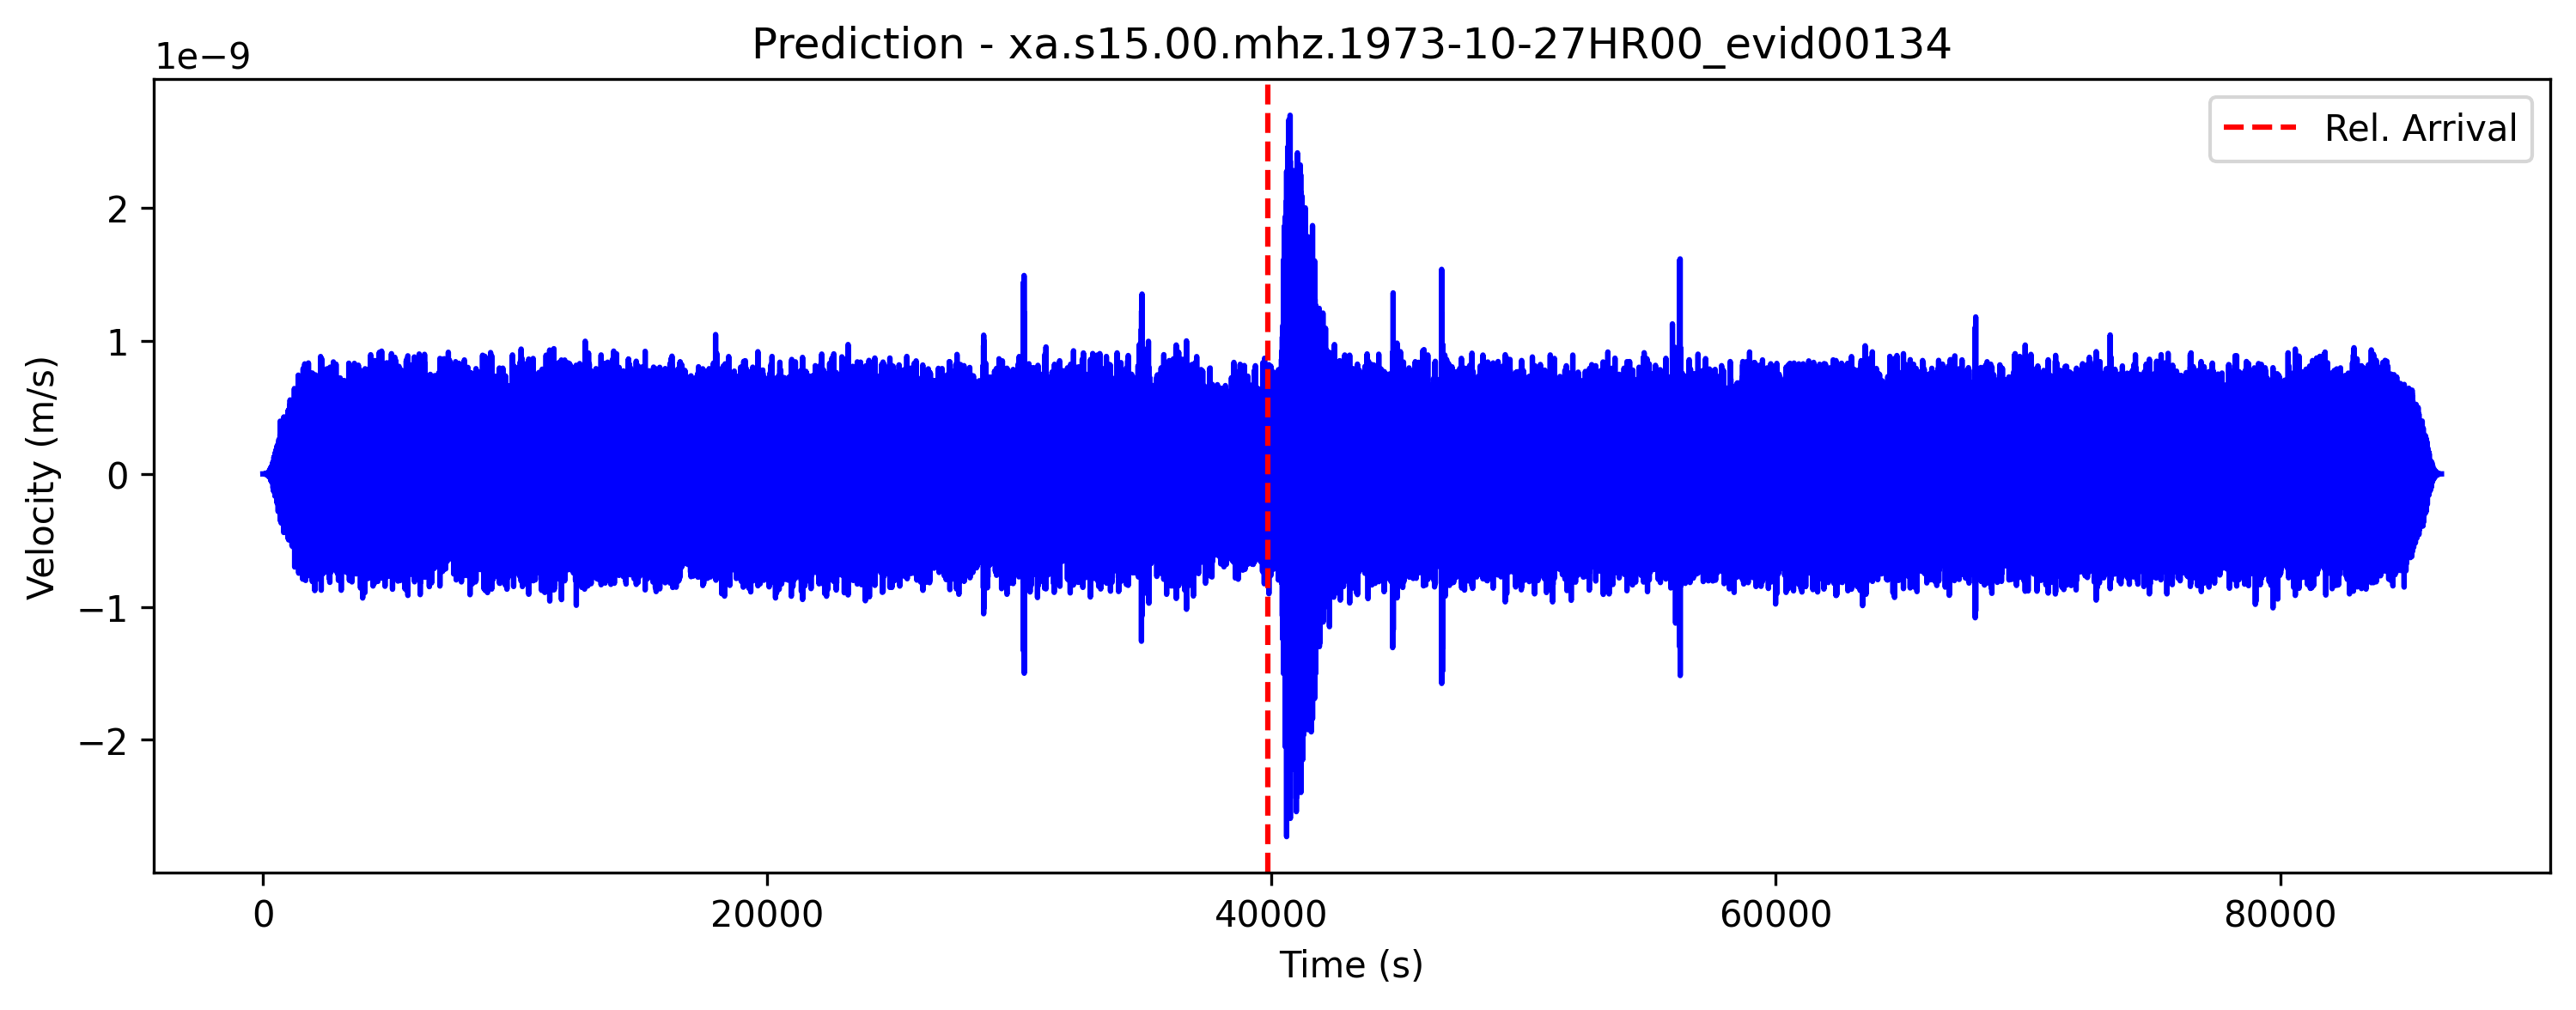 Prediction - xa.s15.00.mhz.1973-10-27HR00_evid00134
1e−9
Rel. Arrival
2
1
0
−1
−2
Velocity (m/s)
0 20000 40000 60000 80000
Time (s)